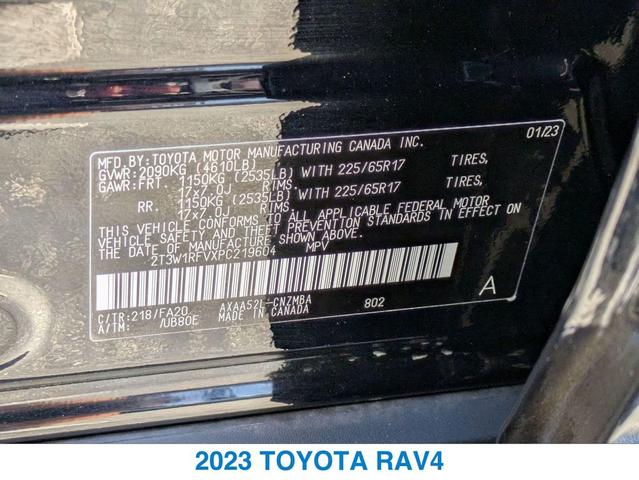 01/23
MFD.BY:TOYOTA MOTOR MANUFACTURING CANADA INC.
GVWR:2090KG (4610LB)
GAWR:FRT. 1150KG (2535LB) WITH 225/65R17 TIRES,
17x7.0J RIMS.
RR. 1150KG (2535LB) WITH 225/65R17 TIRES,
17x7.0J RIMS.
THIS VEHICLE CONFORMS TO ALL APPLICABLE FEDERAL MOTOR
VEHICLE SAFETY AND THEFT PREVENTION STANDARDS IN EFFECT ON
THE DATE OF MANUFACTURE SHOWN ABOVE.
2T3W1RFVXPC219604 MPV
C/TR:218/FA20 AXAA52L-CNZMBA 802 A
A/TM: /UB80E MADE IN CANADA
2023 TOYOTA RAV4